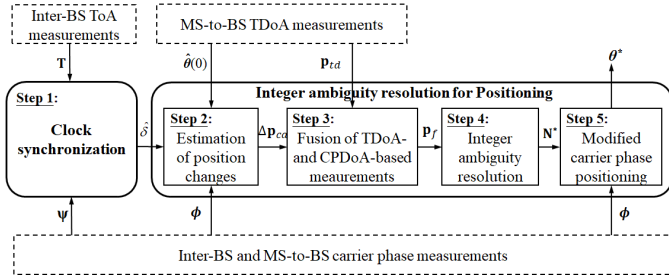 Inter-BS ToA
measurements
MS-to-BS TDoA measurements
T
θ̂(0)
p_td
θ*
Integer ambiguity resolution for Positioning
Step 1:
Clock
synchronization
δ̂
Step 2:
Estimation
of position
changes
Δp_ca
Step 3:
Fusion of TDoA-
and CPDoA-based
meaurements
p_f
Step 4:
Integer
ambiguity
resolution
N*
Step 5:
Modified
carrier phase
positioning
ψ
ϕ
ϕ
Inter-BS and MS-to-BS carrier phase measurements